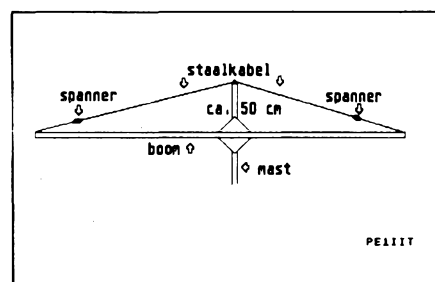 staalkabel
spanner
spanner
ca. 50 cm
boom
mast
PE1IIT